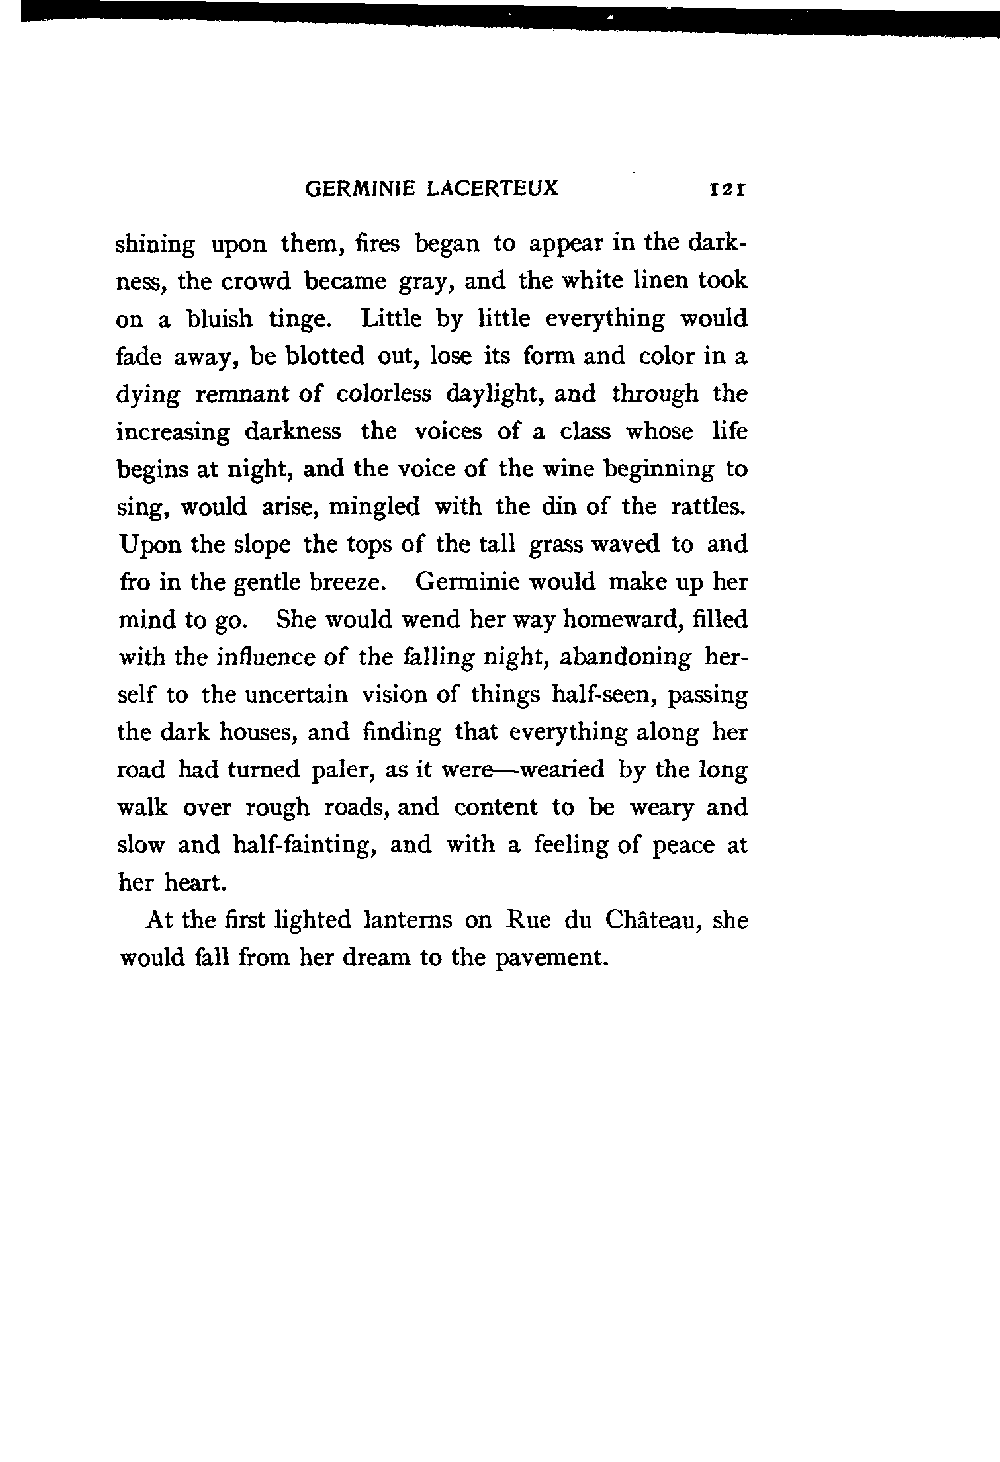 GERMINIE LACERTEUX 121
shining upon them, fires began to appear in the dark-
ness, the crowd became gray, and the white linen took
on a bluish tinge. Little by little everything would
fade away, be blotted out, lose its form and color in a
dying remnant of colorless daylight, and through the
increasing darkness the voices of a class whose life
begins at night, and the voice of the wine beginning to
sing, would arise, mingled with the din of the rattles.
Upon the slope the tops of the tall grass waved to and
fro in the gentle breeze. Germinie would make up her
mind to go. She would wend her way homeward, filled
with the influence of the falling night, abandoning her-
self to the uncertain vision of things half-seen, passing
the dark houses, and finding that everything along her
road had turned paler, as it were—wearied by the long
walk over rough roads, and content to be weary and
slow and half-fainting, and with a feeling of peace at
her heart.
At the first lighted lanterns on Rue du Château, she
would fall from her dream to the pavement.